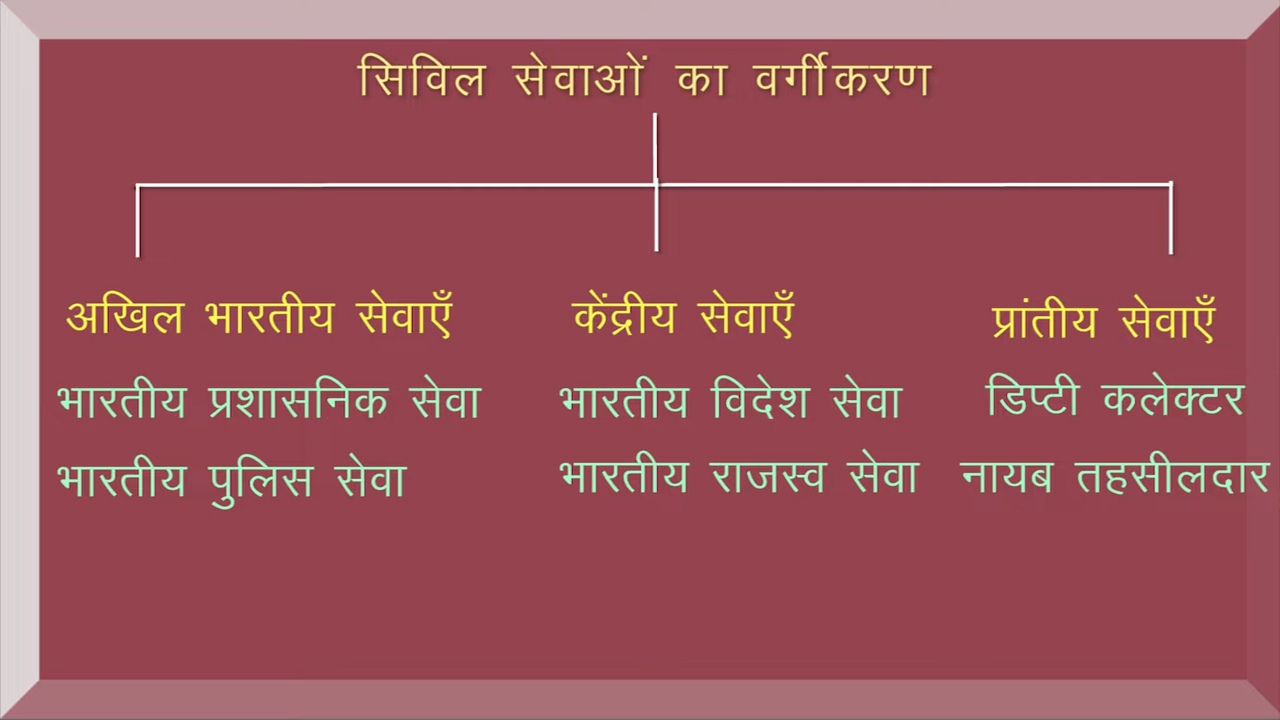 सिविल सेवाओं का वर्गीकरण
अखिल भारतीय सेवाएँ
भारतीय प्रशासनिक सेवा
भारतीय पुलिस सेवा
केंद्रीय सेवाएँ
भारतीय विदेश सेवा
भारतीय राजस्व सेवा
प्रांतीय सेवाएँ
डिप्टी कलेक्टर
नायब तहसीलदार